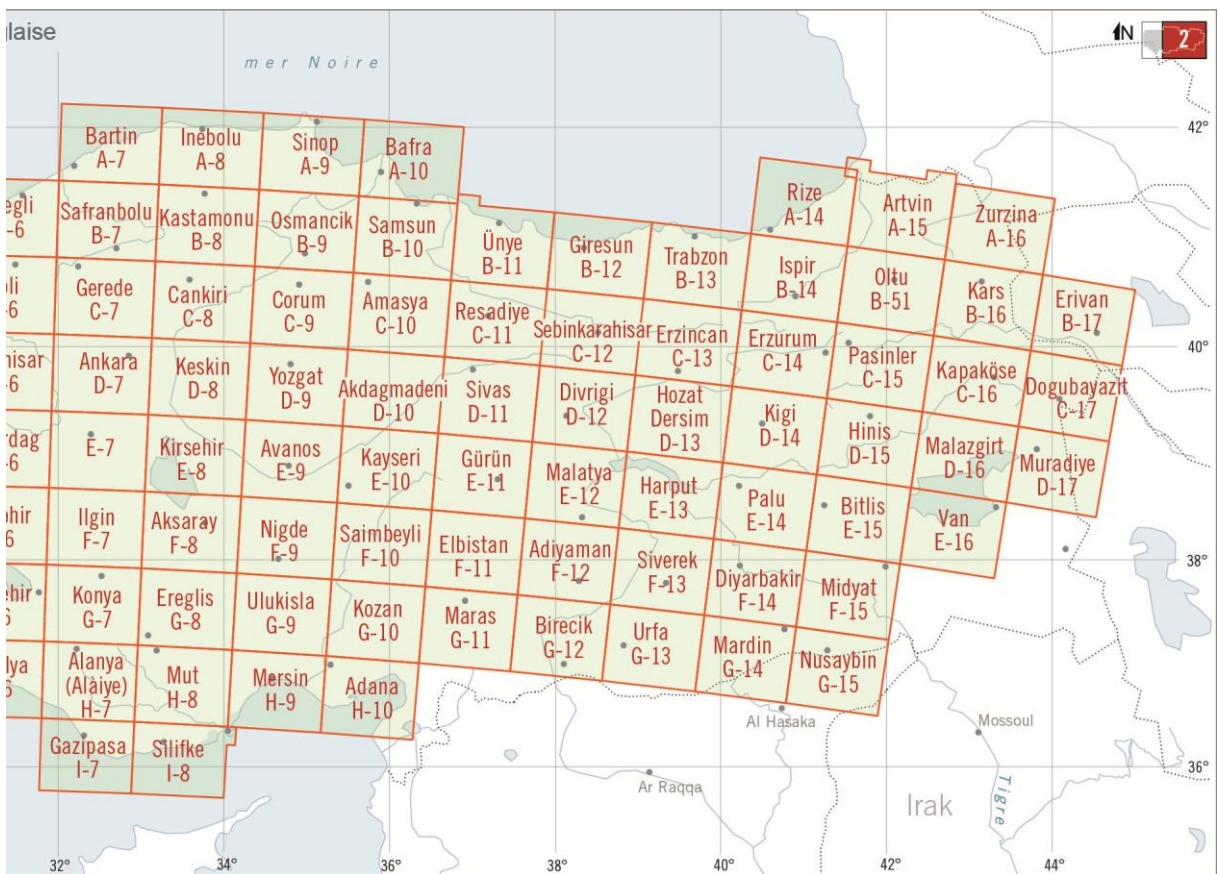 glaise
N
2
mer Noire
42°
Bartin
A-7
Inebolu
A-8
Sinop
A-9
Bafra
A-10
Rize
A-14
Artvin
A-15
Zurzina
A-16
egli
-6
Safranbolu
B-7
Kastamonu
B-8
Osmancik
B-9
Samsun
B-10
Ünye
B-11
Giresun
B-12
Trabzon
B-13
Ispir
B-14
Oltu
B-51
Kars
B-16
Erivan
B-17
oli
-6
Gerede
C-7
Cankiri
C-8
Corum
C-9
Amasya
C-10
Resadiye
C-11
Sebinkarahisar
C-12
Erzincan
C-13
Erzurum
C-14
Pasinler
C-15
Kapaköse
C-16
Dogubayazit
C-17
40°
hisar
-6
Ankara
D-7
Keskin
D-8
Yozgat
D-9
Akdagmadeni
D-10
Sivas
D-11
Divrigi
D-12
Hozat
Dersim
D-13
Kigi
D-14
Hinis
D-15
Malazgirt
D-16
Muradiye
D-17
rdag
-6
E-7
Kirsehir
E-8
Avanos
E-9
Kayseri
E-10
Gürün
E-11
Malatya
E-12
Harput
E-13
Palu
E-14
Bitlis
E-15
Van
E-16
38°
ehir
6
Ilgin
F-7
Aksaray
F-8
Nigde
F-9
Saimbeyli
F-10
Elbistan
F-11
Adiyaman
F-12
Siverek
F-13
Diyarbakir
F-14
Midyat
F-15
ehir
6
Konya
G-7
Ereglis
G-8
Ulukisla
G-9
Kozan
G-10
Maras
G-11
Birecik
G-12
Urfa
G-13
Mardin
G-14
Nusaybin
G-15
lya
6
Alanya
(Alàiye)
H-7
Mut
H-8
Mersin
H-9
Adana
H-10
Gazipasa
I-7
Silifke
I-8
36°
Al Hasaka
Mossoul
Ar Raqqa
Irak
Tigre
32°
34°
36°
38°
40°
42°
44°